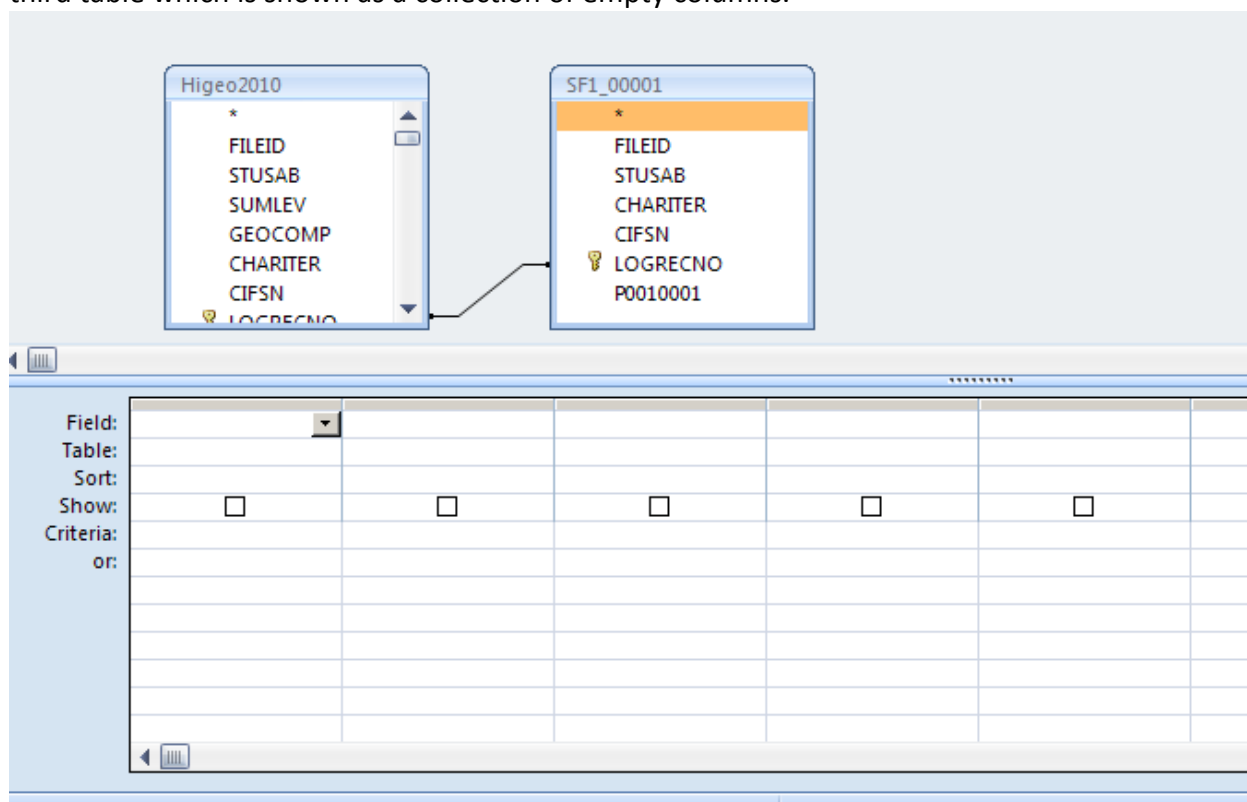 third table which is shown as a collection of empty columns.
Higeo2010
*
FILEID
STUSAB
SUMLEV
GEOCOMP
CHARITER
CIFSN
LOGRECNO
SF1_00001
*
FILEID
STUSAB
CHARITER
CIFSN
LOGRECNO
P0010001
Field:
Table:
Sort:
Show:
Criteria:
or: